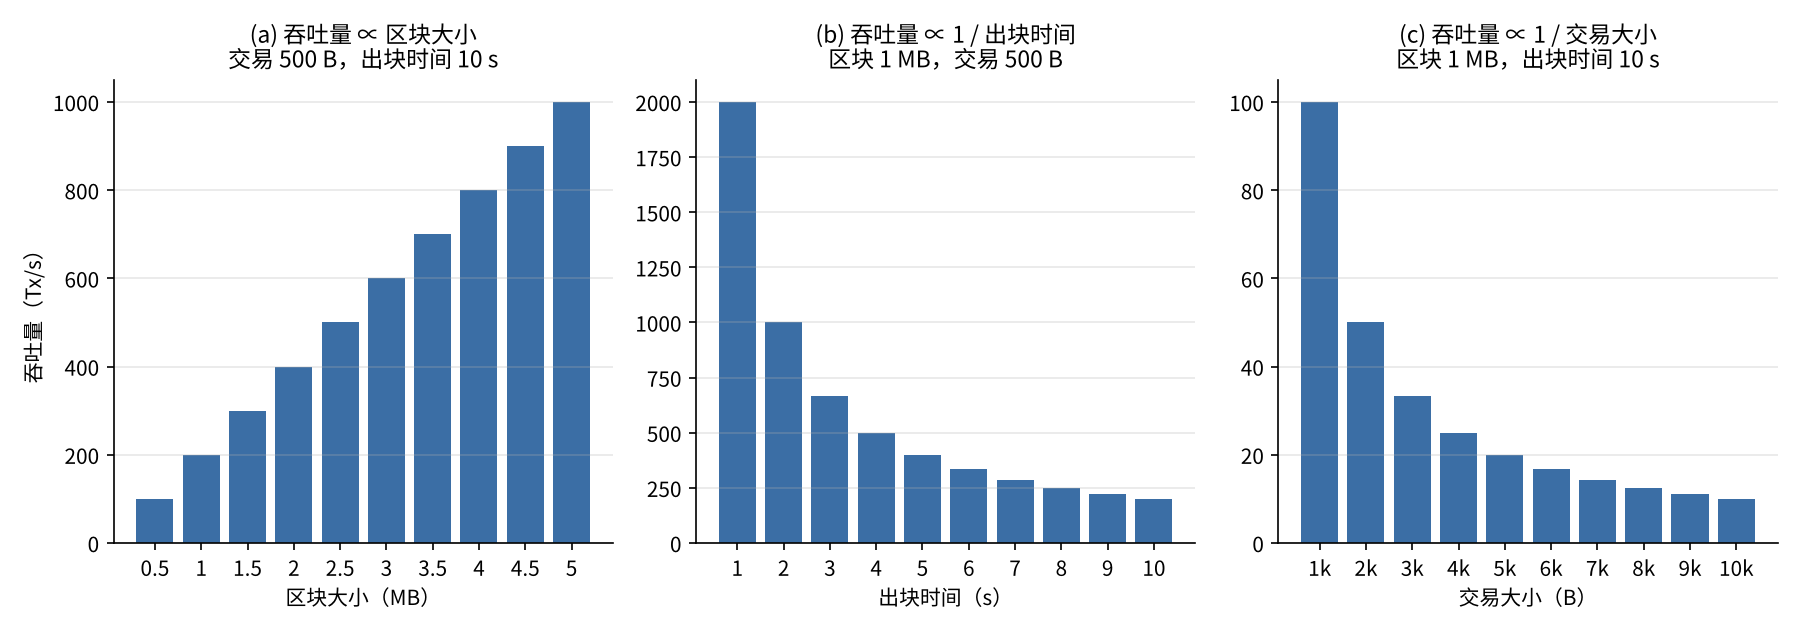 (a) 吞吐量 ∝ 区块大小
交易 500 B，出块时间 10 s
吞吐量（Tx/s）
1000
800
600
400
200
0
0.5 1 1.5 2 2.5 3 3.5 4 4.5 5
区块大小（MB）
(b) 吞吐量 ∝ 1 / 出块时间
区块 1 MB，交易 500 B
2000
1750
1500
1250
1000
750
500
250
0
1 2 3 4 5 6 7 8 9 10
出块时间（s）
(c) 吞吐量 ∝ 1 / 交易大小
区块 1 MB，出块时间 10 s
100
80
60
40
20
0
1k 2k 3k 4k 5k 6k 7k 8k 9k 10k
交易大小（B）